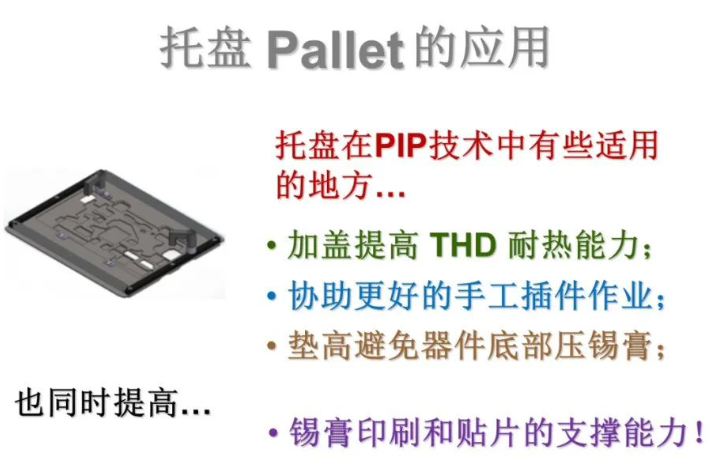 托盘 Pallet 的应用
托盘在PIP技术中有些适用
的地方…
• 加盖提高 THD 耐热能力；
• 协助更好的手工插件作业；
• 垫高避免器件底部压锡膏；
也同时提高…
• 锡膏印刷和贴片的支撑能力！